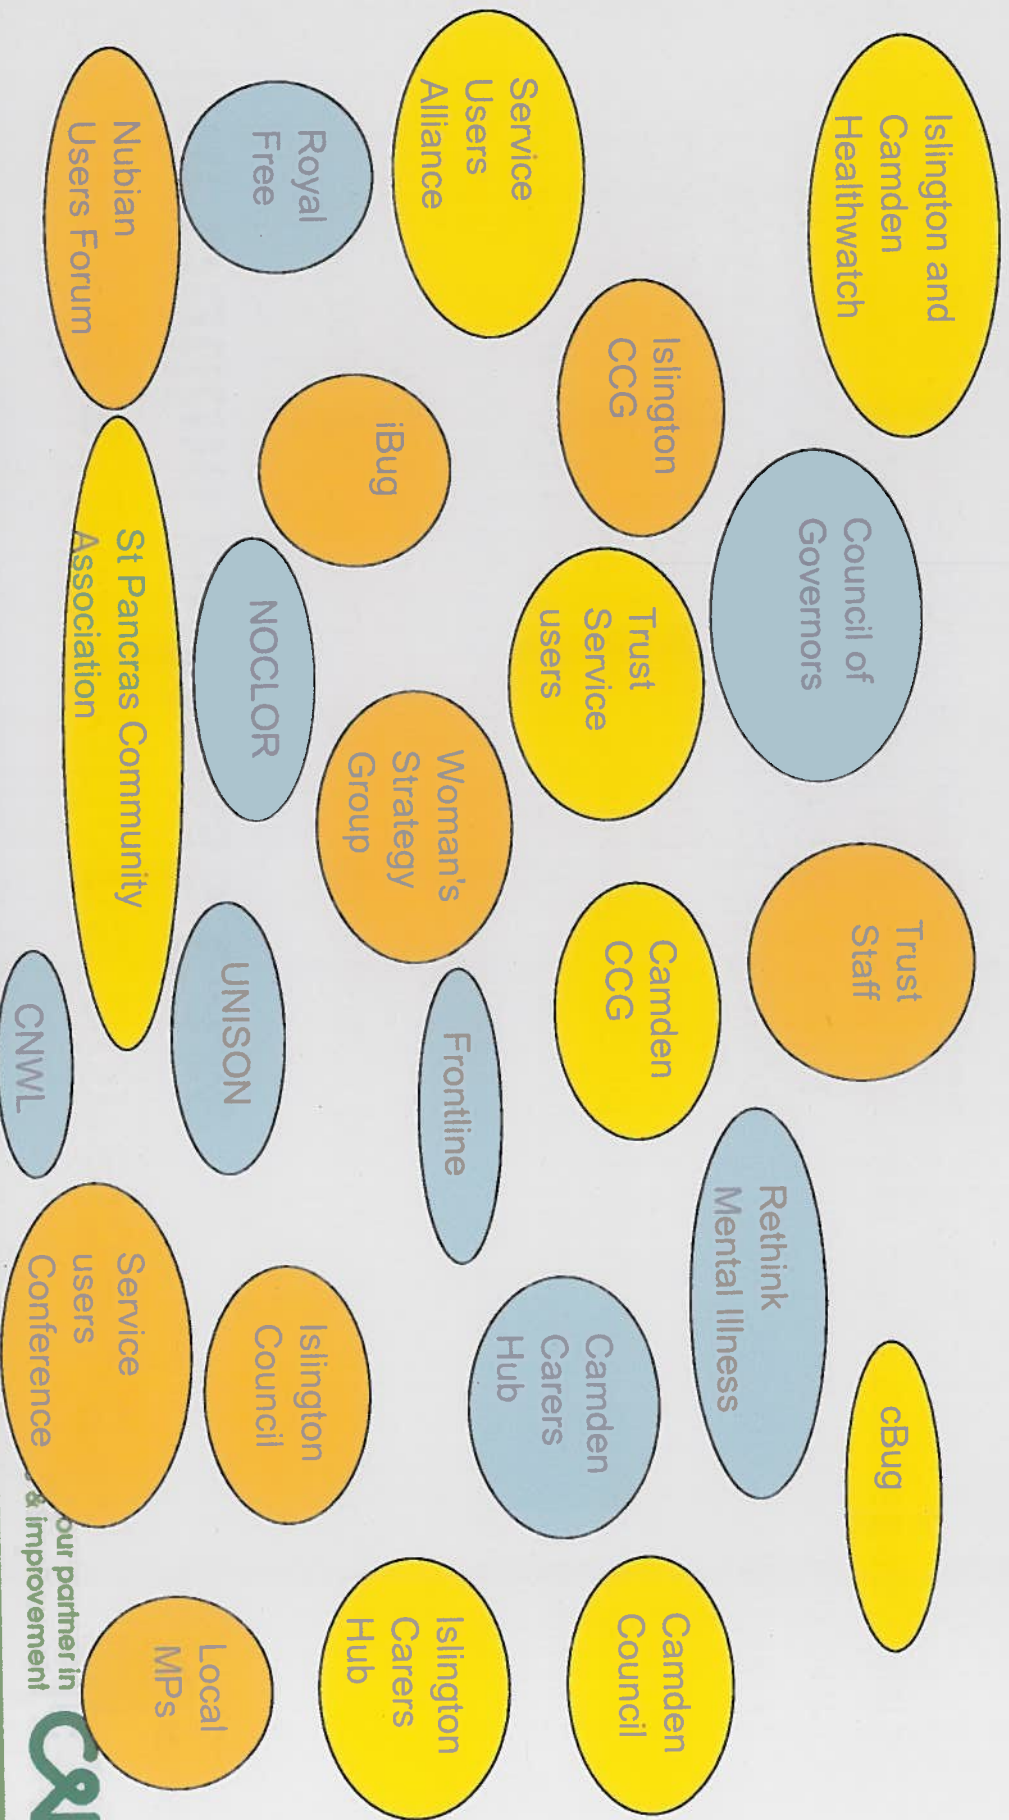 Islington and
Camden
Healthwatch
Council of
Governors
Trust
Staff
cBug
Rethink
Mental Illness
Service
Users
Alliance
Islington
CCG
Trust
Service
users
Camden
CCG
Camden
Carers
Hub
Camden
Council
Royal
Free
iBug
Woman's
Strategy
Group
Frontline
Islington
Carers
Hub
NOCLOR
UNISON
Islington
Council
Local
MPs
Nubian
Users Forum
St Pancras Community
Association
CNWL
Service
users
Conference
our partner in
& improvement